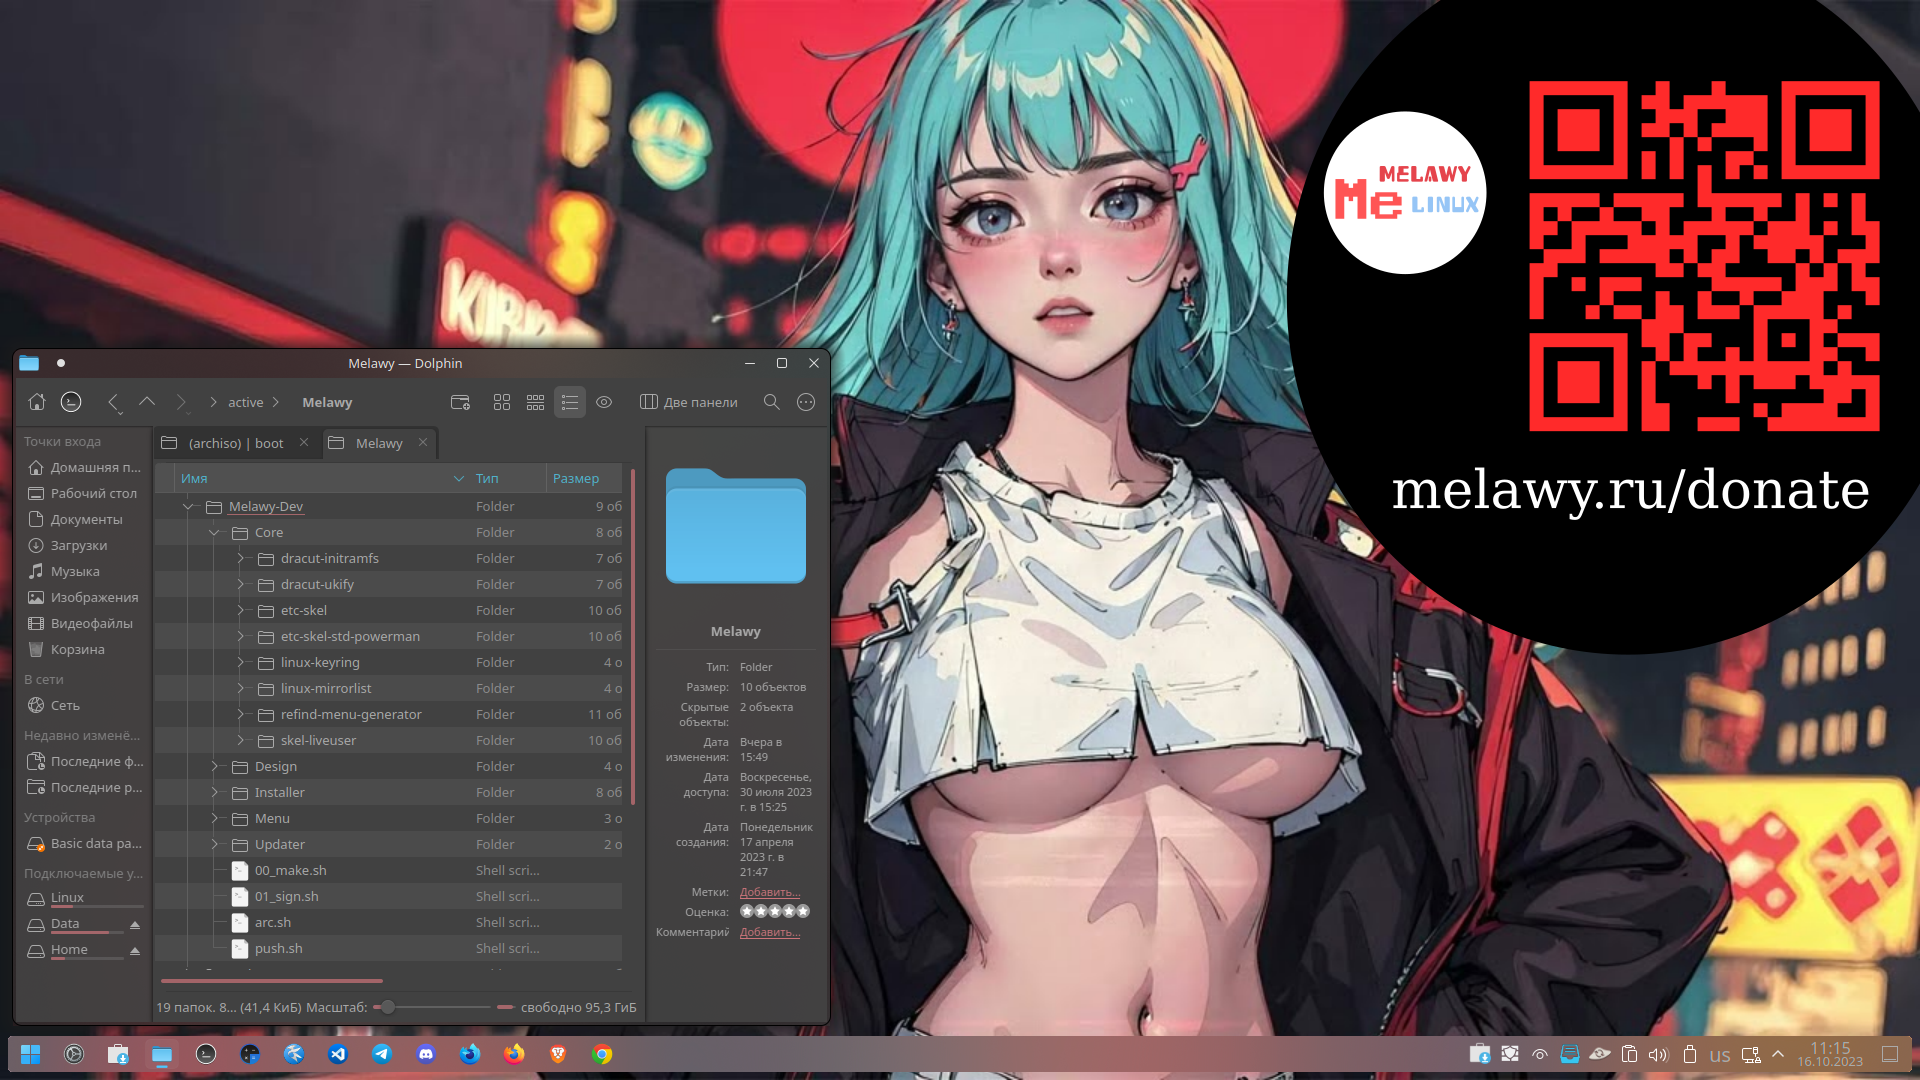 MELAWY
Me LINUX
melawy.ru/donate
Melawy — Dolphin
active
Melawy
Две панели
Точки входа
Домашняя п...
Рабочий стол
Документы
Загрузки
Музыка
Изображения
Видеофайлы
Корзина
В сети
Сеть
Недавно изменё...
Последние ф...
Последние р...
Устройства
Basic data pa...
Подключаемые у...
Linux
Data
Home
(archiso) | boot
Melawy
Имя Тип Размер
Melawy-Dev Folder 9 об
Core Folder 8 об
dracut-initramfs Folder 7 об
dracut-ukify Folder 7 об
etc-skel Folder 10 об
etc-skel-std-powerman Folder 10 об
linux-keyring Folder 4 о
linux-mirrorlist Folder 4 о
refind-menu-generator Folder 11 об
skel-liveuser Folder 10 об
Design Folder 4 о
Installer Folder 8 об
Menu Folder 3 о
Updater Folder 2 о
00_make.sh Shell scri...
01_sign.sh Shell scri...
arc.sh Shell scri...
push.sh Shell scri...
19 папок. 8... (41,4 КиБ) Масштаб: свободно 95,3 ГиБ
Melawy
Тип: Folder
Размер: 10 объектов
Скрытые 2 объекта
объекты:
Дата Вчера в
изменения: 15:49
Дата Воскресенье,
доступа: 30 июля 2023
г. в 15:25
Дата Понедельник
создания: 17 апреля
2023 г. в
21:47
Метки: Добавить...
Оценка:
Комментарий Добавить...
us
11:15
16.10.2023